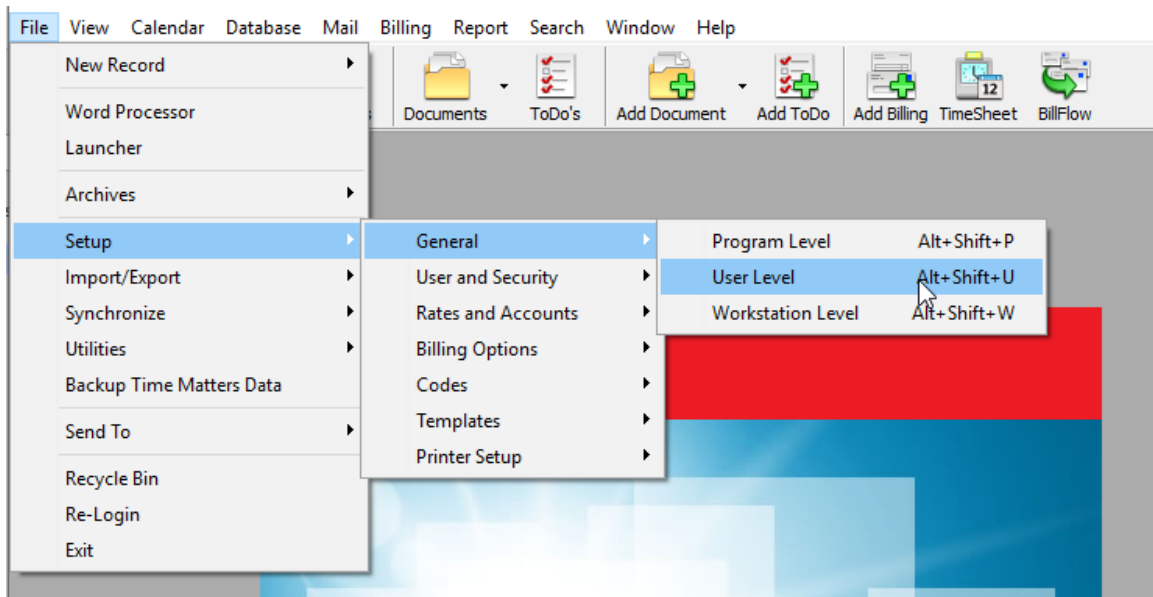 File View Calendar Database Mail Billing Report Search Window Help
Documents ToDo's Add Document Add ToDo Add Billing TimeSheet BillFlow
12
New Record
Word Processor
Launcher
Archives
Setup
Import/Export
Synchronize
Utilities
Backup Time Matters Data
Send To
Recycle Bin
Re-Login
Exit
General
User and Security
Rates and Accounts
Billing Options
Codes
Templates
Printer Setup
Program Level Alt+Shift+P
User Level Alt+Shift+U
Workstation Level Alt+Shift+W